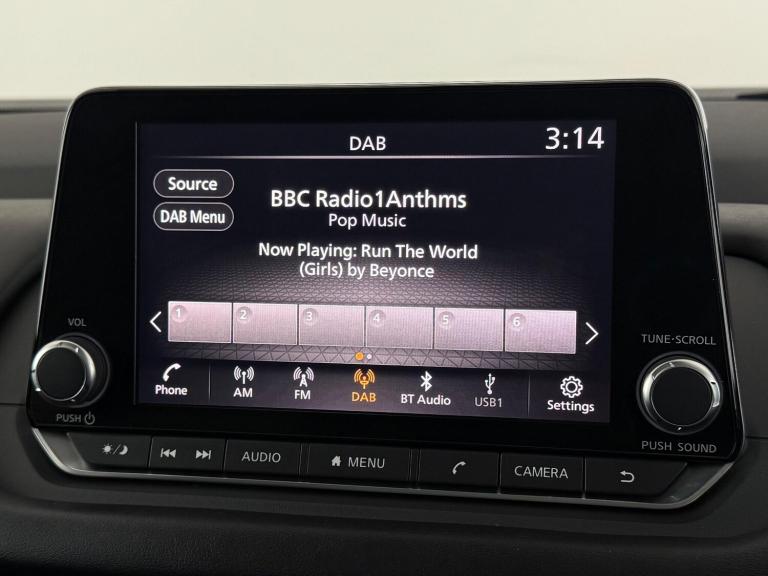 DAB
3:14
Source
DAB Menu
BBC Radio1Anthms
Pop Music
Now Playing: Run The World
(Girls) by Beyonce
1 2 3 4 5 6
Phone
AM
FM
DAB
BT Audio
USB1
Settings
VOL
PUSH
TUNE·SCROLL
PUSH SOUND
AUDIO
MENU
CAMERA